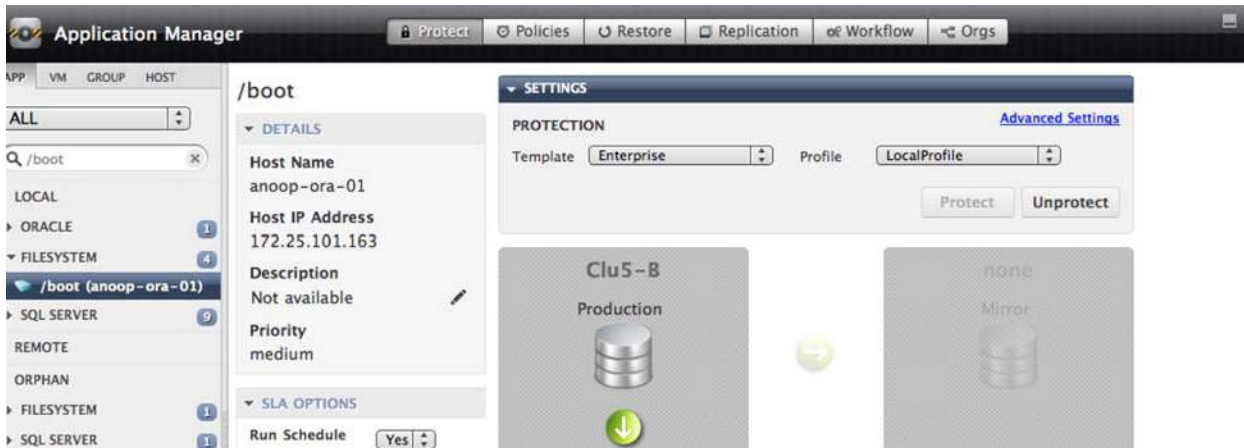 Application Manager
Protect
Policies
Restore
Replication
Workflow
Orgs
APP VM GROUP HOST
ALL
/boot
LOCAL
ORACLE 1
FILESYSTEM 4
/boot (anoop-ora-01)
SQL SERVER 9
REMOTE
ORPHAN
FILESYSTEM 1
SQL SERVER 1
/boot
DETAILS
Host Name
anoop-ora-01
Host IP Address
172.25.101.163
Description
Not available
Priority
medium
SLA OPTIONS
Run Schedule Yes
SETTINGS
PROTECTION
Advanced Settings
Template Enterprise Profile LocalProfile
Protect Unprotect
Clu5-B
Production
none
Mirror